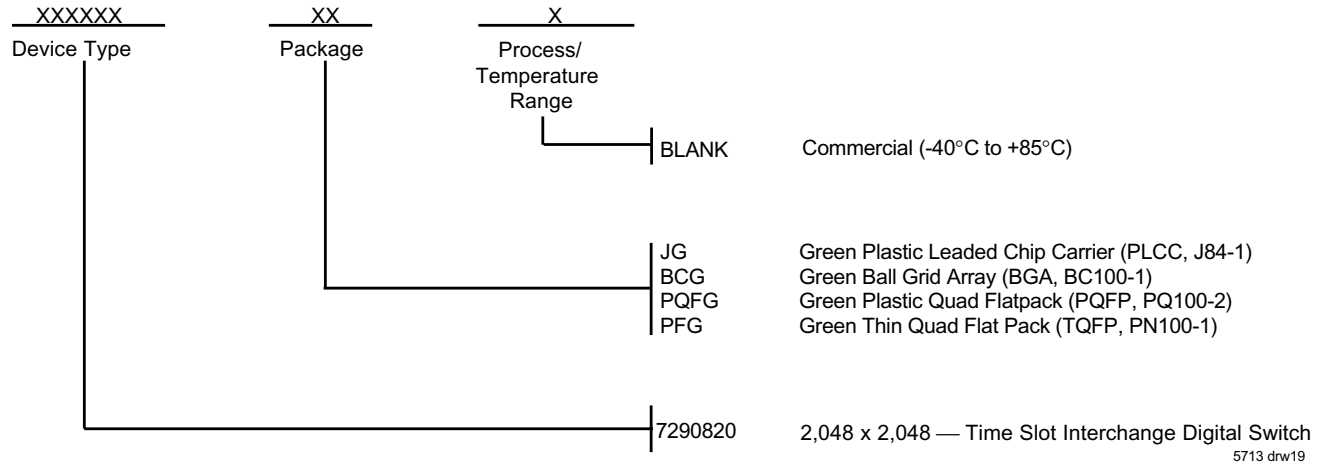 XXXXXX XX X
Device Type Package Process/
Temperature
Range
BLANK Commercial (-40°C to +85°C)
JG Green Plastic Leaded Chip Carrier (PLCC, J84-1)
BCG Green Ball Grid Array (BGA, BC100-1)
PQFG Green Plastic Quad Flatpack (PQFP, PQ100-2)
PFG Green Thin Quad Flat Pack (TQFP, PN100-1)
7290820 2,048 x 2,048 — Time Slot Interchange Digital Switch
5713 drw19